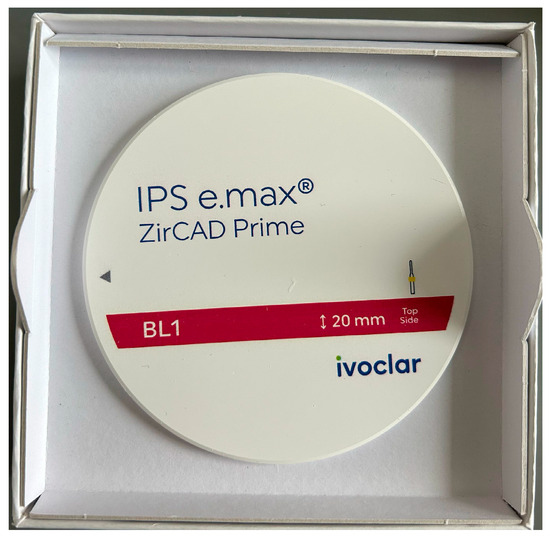 IPS e.max®
ZirCAD Prime
BL1
↕ 20 mm
Top
Side
ivoclar